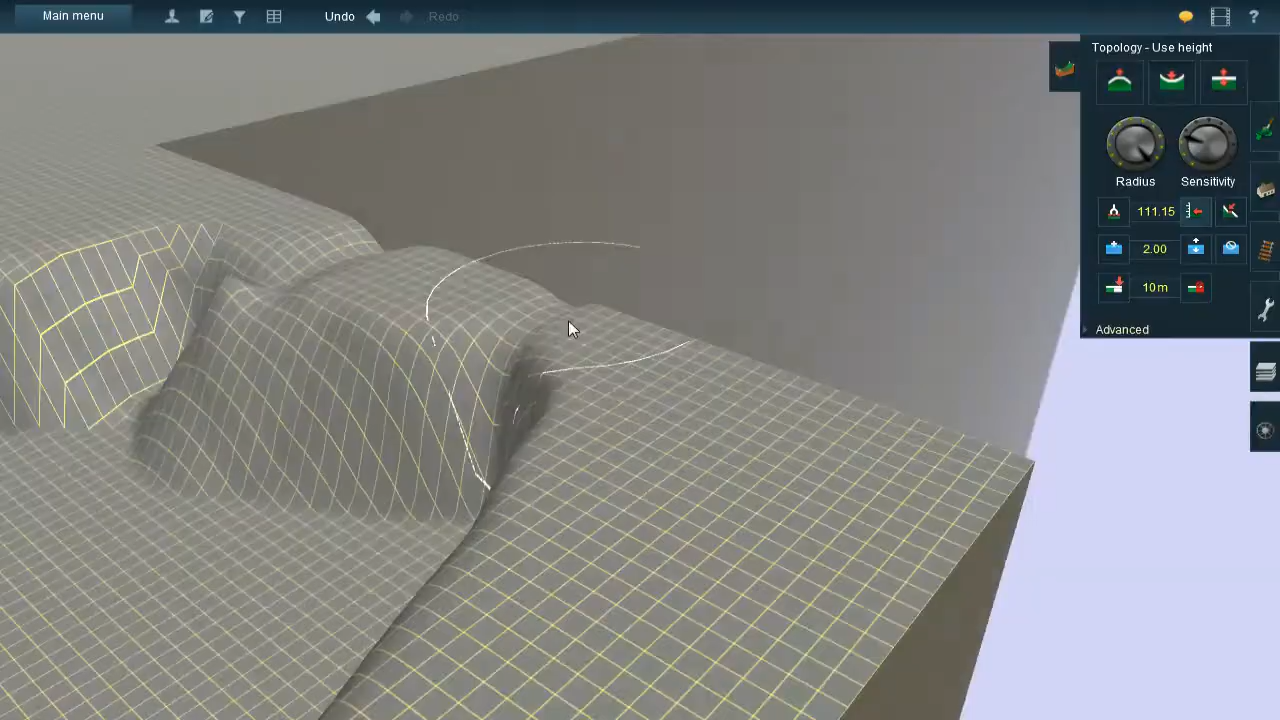 Main menu
Undo
Redo
?
Topology - Use height
Radius
Sensitivity
111.15
2.00
10m
Advanced